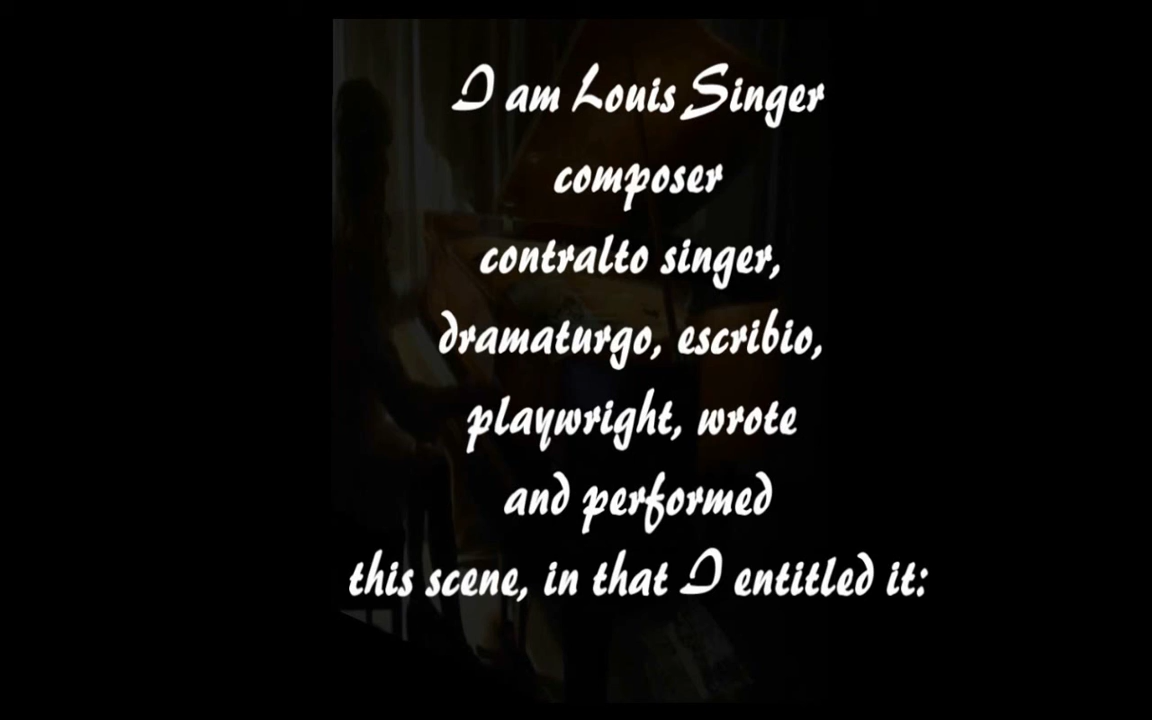 I am Louis Singer
composer
contralto singer,
dramaturgo, escribio,
playwright, wrote
and performed
this scene, in that I entitled it: